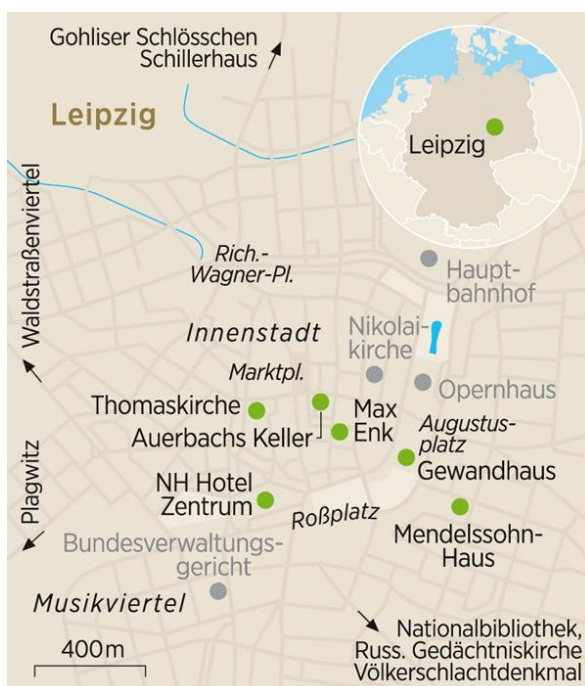 Gohliser Schlösschen
Schillerhaus
Leipzig
Leipzig
Waldstraßenviertel
Rich.-
Wagner-Pl.
Haupt-
bahnhof
Innenstadt
Nikolai-
kirche
Marktpl.
Opernhaus
Thomaskirche
Auerbachs Keller
Max
Enk
Augustus-
platz
Gewandhaus
Plagwitz
NH Hotel
Zentrum
Roßplatz
Mendelssohn-
Haus
Bundesverwaltungs-
gericht
Musikviertel
400 m
Nationalbibliothek,
Russ. Gedächtniskirche
Völkerschlachtdenkmal